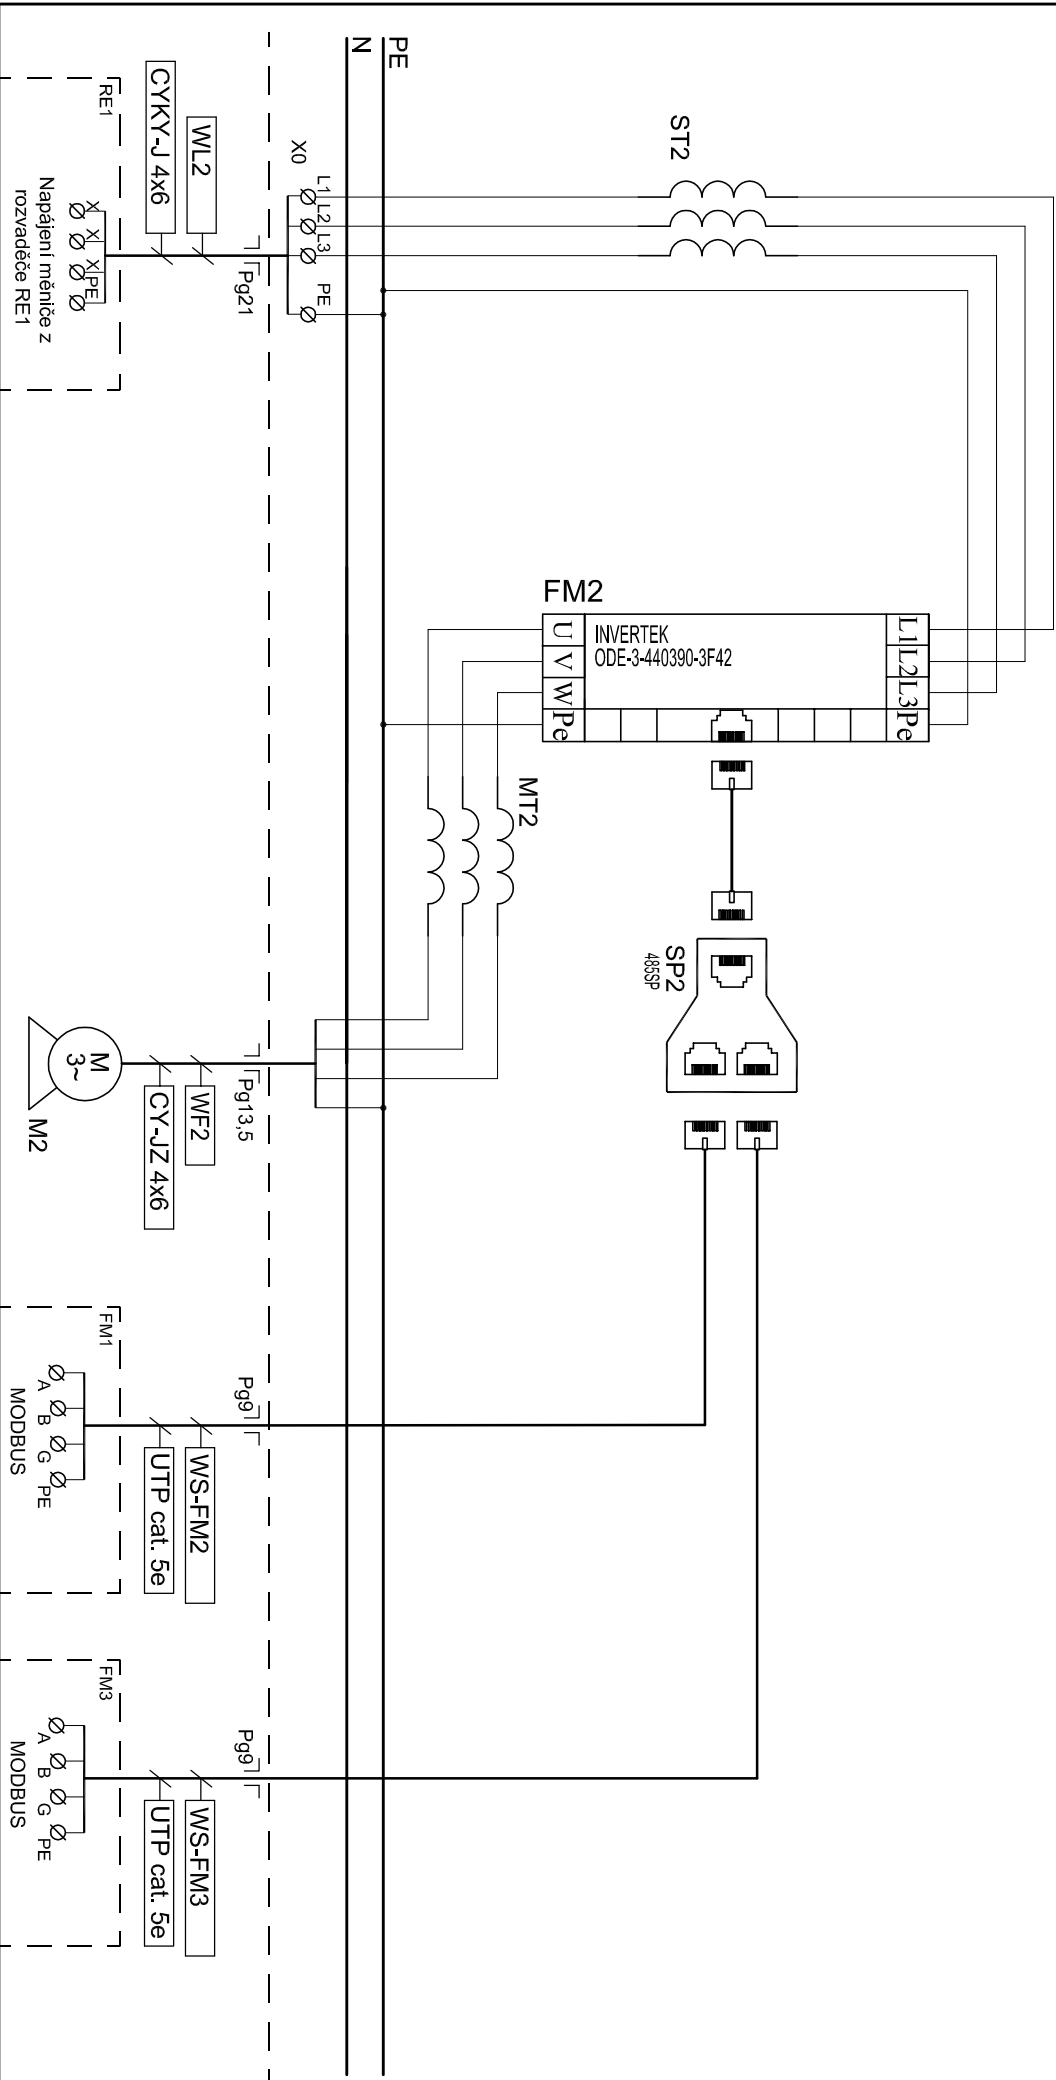 PE
N
ST2
X0
L1
L2
L3
PE
FM2
INVERTEK
ODE-3-440390-3F42
L1
L2
L3
Pe
U
V
W
Pe
MT2
SP2
485SP
Pg21
WL2
CYKY-J 4x6
RE1
X
X
X
PE
Napájení měniče z
rozvaděče RE1
Pg13,5
WF2
CY-JZ 4x6
M
3~
M2
Pg9
WS-FM2
UTP cat. 5e
FM1
A
B
G
PE
MODBUS
Pg9
WS-FM3
UTP cat. 5e
FM3
A
B
G
PE
MODBUS